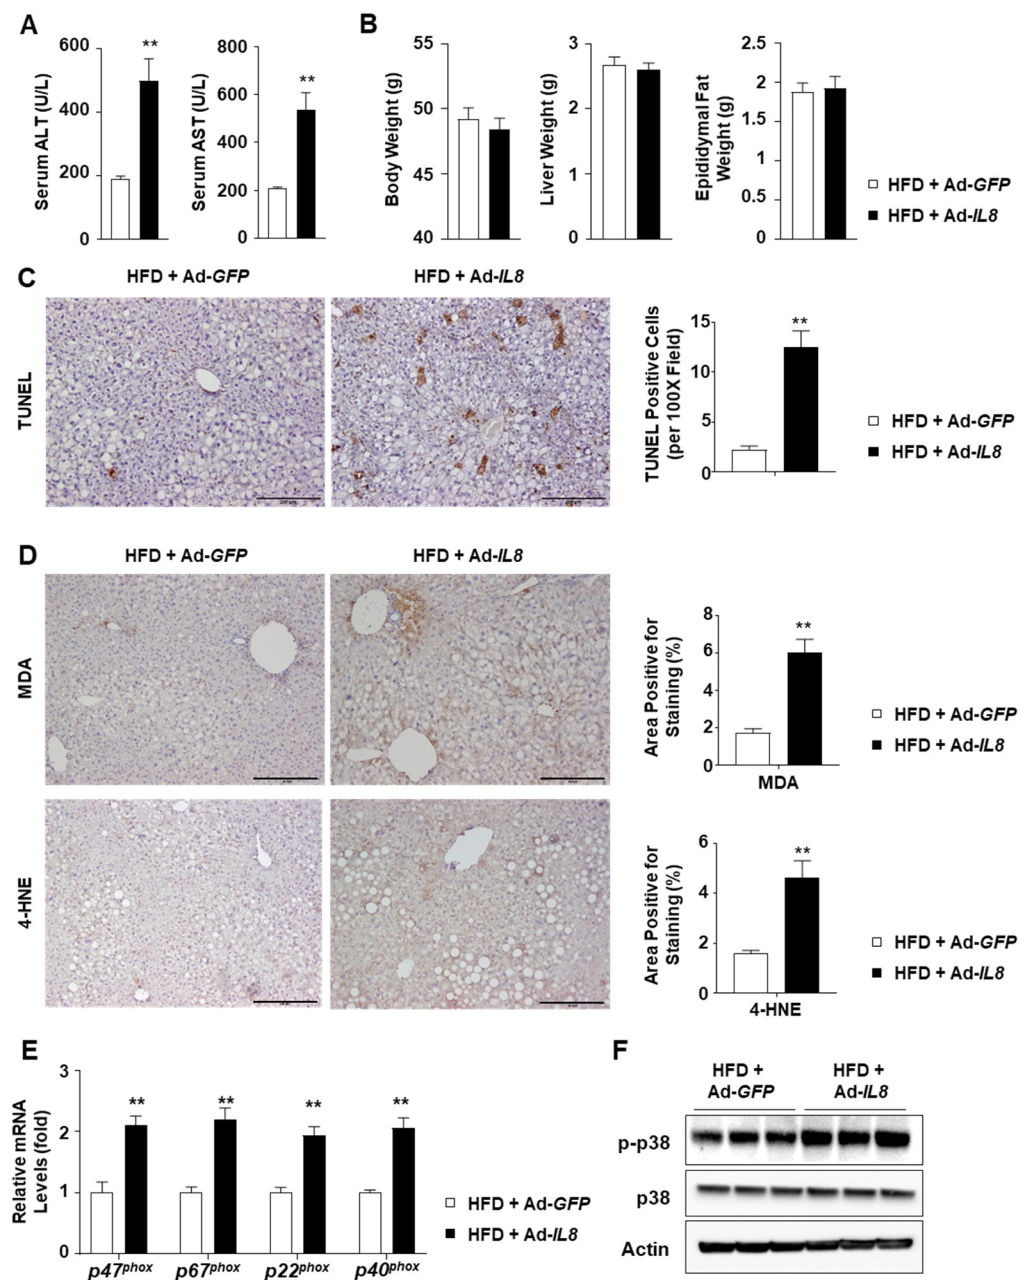 A
Serum ALT (U/L)
600
400
200
0
**
Serum AST (U/L)
800
600
400
200
0
**
B
Body Weight (g)
55
50
45
40
Liver Weight (g)
3
2
1
0
Epididymal Fat
Weight (g)
2.5
2
1.5
1
0.5
0
HFD + Ad-GFP
HFD + Ad-IL8
C
HFD + Ad-GFP
HFD + Ad-IL8
TUNEL
TUNEL Positive Cells
(per 100X Field)
15
10
5
0
**
HFD + Ad-GFP
HFD + Ad-IL8
D
HFD + Ad-GFP
HFD + Ad-IL8
MDA
Area Positive for
Staining (%)
8
6
4
2
0
**
MDA
HFD + Ad-GFP
HFD + Ad-IL8
4-HNE
Area Positive for
Staining (%)
6
4
2
0
**
4-HNE
HFD + Ad-GFP
HFD + Ad-IL8
E
Relative mRNA
Levels (fold)
3
2
1
0
** ** ** **
p47phox p67phox p22phox p40phox
HFD + Ad-GFP
HFD + Ad-IL8
F
HFD +
Ad-GFP
HFD +
Ad-IL8
p-p38
p38
Actin